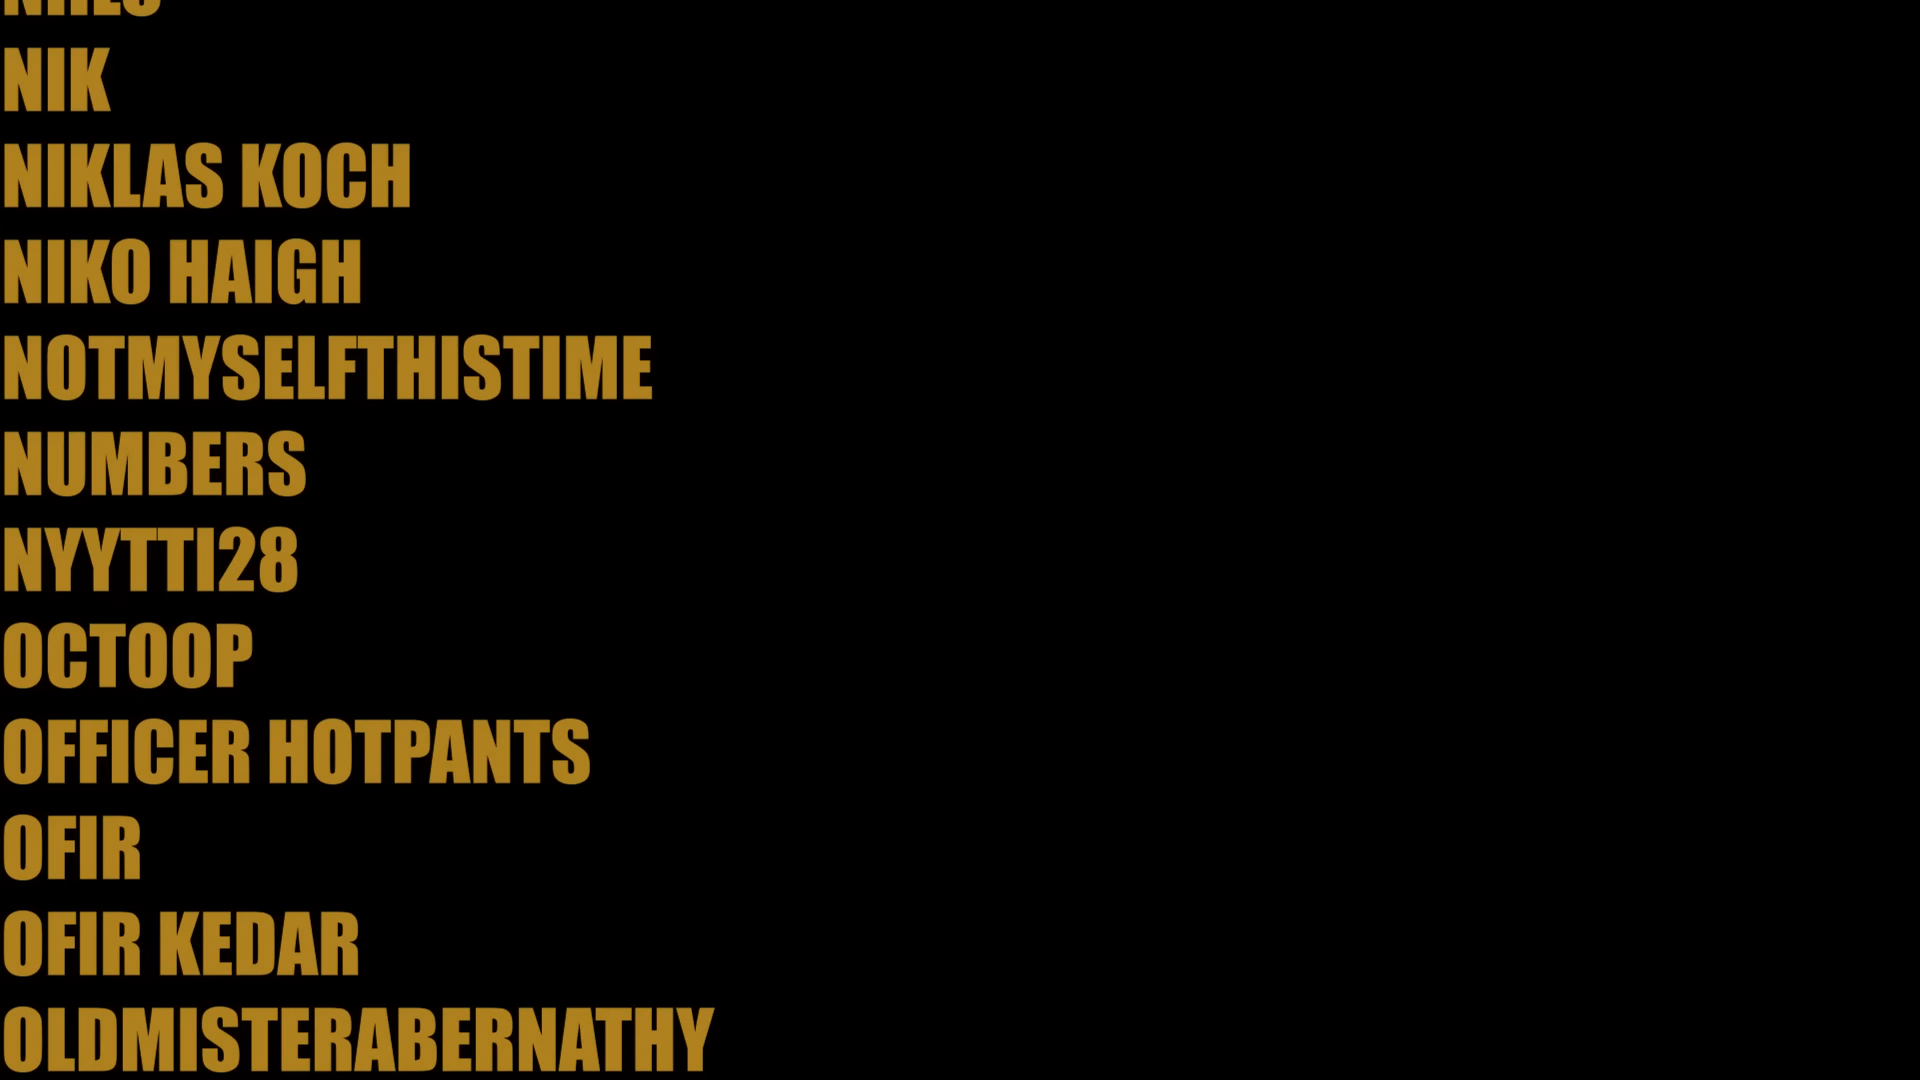 NIK
NIKLAS KOCH
NIKO HAIGH
NOTMYSELFTHISTIME
NUMBERS
NYYTTI28
OCTOOP
OFFICER HOTPANTS
OFIR
OFIR KEDAR
OLDMISTERABERNATHY